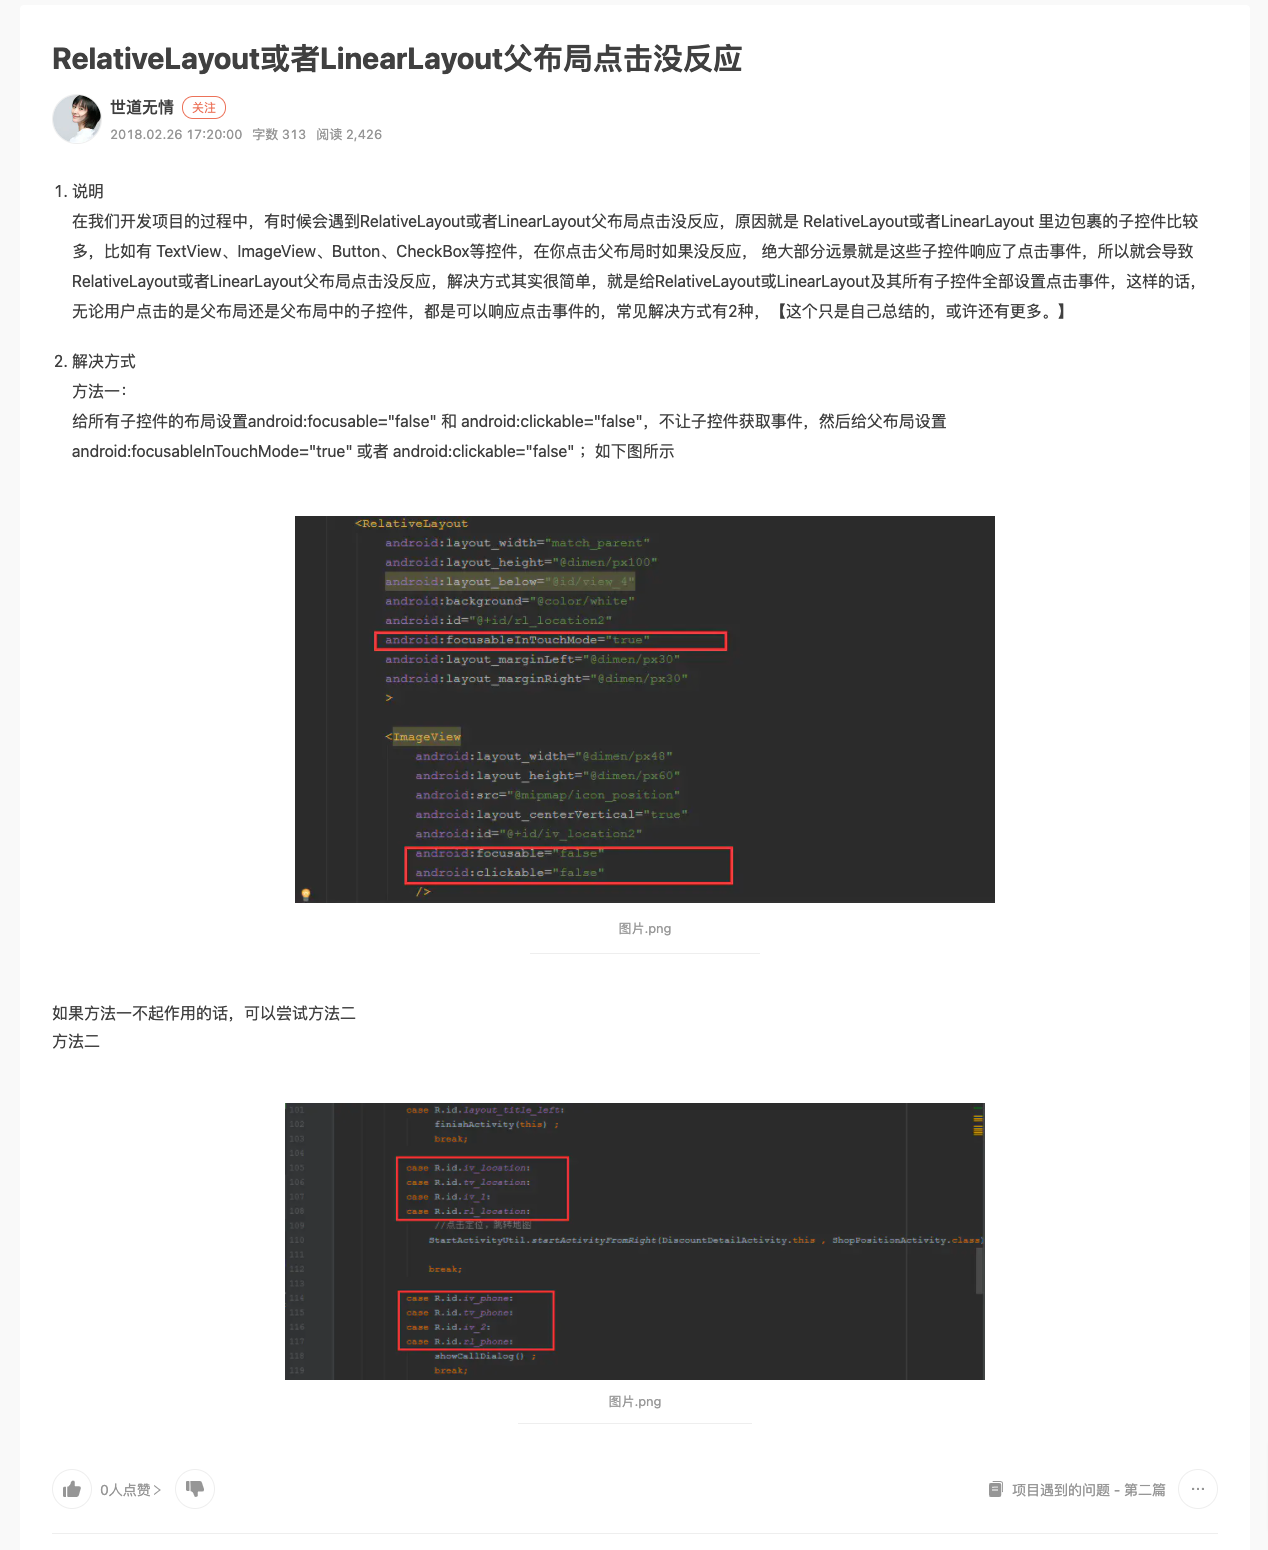 RelativeLayout或者LinearLayout父布局点击没反应
世道无情 关注
2018.02.26 17:20:00 字数 313 阅读 2,426
1. 说明
在我们开发项目的过程中，有时候会遇到RelativeLayout或者LinearLayout父布局点击没反应，原因就是 RelativeLayout或者LinearLayout 里边包裹的子控件比较
多，比如有 TextView、ImageView、Button、CheckBox等控件，在你点击父布局时如果没反应， 绝大部分远景就是这些子控件响应了点击事件，所以就会导致
RelativeLayout或者LinearLayout父布局点击没反应，解决方式其实很简单，就是给RelativeLayout或LinearLayout及其所有子控件全部设置点击事件，这样的话，
无论用户点击的是父布局还是父布局中的子控件，都是可以响应点击事件的，常见解决方式有2种，【这个只是自己总结的，或许还有更多。】
2. 解决方式
方法一：
给所有子控件的布局设置android:focusable="false" 和 android:clickable="false"，不让子控件获取事件，然后给父布局设置
android:focusableInTouchMode="true" 或者 android:clickable="false" ；如下图所示
<RelativeLayout
android:layout_width="match_parent"
android:layout_height="@dimen/px100"
android:layout_below="@id/view_4"
android:background="@color/white"
android:id="@+id/rl_location2"
android:focusableInTouchMode="true"
android:layout_marginLeft="@dimen/px30"
android:layout_marginRight="@dimen/px30"
>
<ImageView
android:layout_width="@dimen/px48"
android:layout_height="@dimen/px60"
android:src="@mipmap/icon_position"
android:layout_centerVertical="true"
android:id="@+id/iv_location2"
android:focusable="false"
android:clickable="false"
/>
图片.png
如果方法一不起作用的话，可以尝试方法二
方法二
101 case R.id.layout_title_left:
102 finishActivity(this) ;
103 break;
104
105 case R.id.iv_location:
106 case R.id.tv_location:
107 case R.id.iv_1:
108 case R.id.rl_location:
109 //点击定位，跳转地图
110 StartActivityUtil.startActivityFromRight(DiscountDetailActivity.this , ShopPositionActivity.class)
111
112 break;
113
114 case R.id.iv_phone:
115 case R.id.tv_phone:
116 case R.id.iv_2:
117 case R.id.rl_phone:
118 showCallDialog() ;
119 break;
图片.png
0人点赞 > 项目遇到的问题 - 第二篇 ...